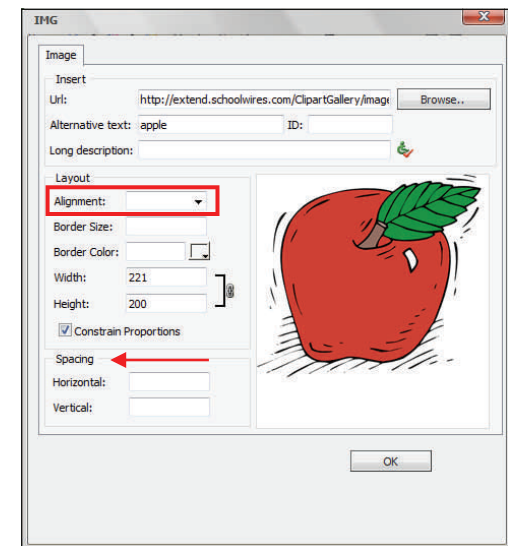 IMG
Image
Insert
Url: http://extend.schoolwires.com/ClipartGallery/image Browse..
Alternative text: apple ID:
Long description:
Layout
Alignment:
Border Size:
Border Color:
Width: 221
Height: 200
Constrain Proportions
Spacing
Horizontal:
Vertical:
OK